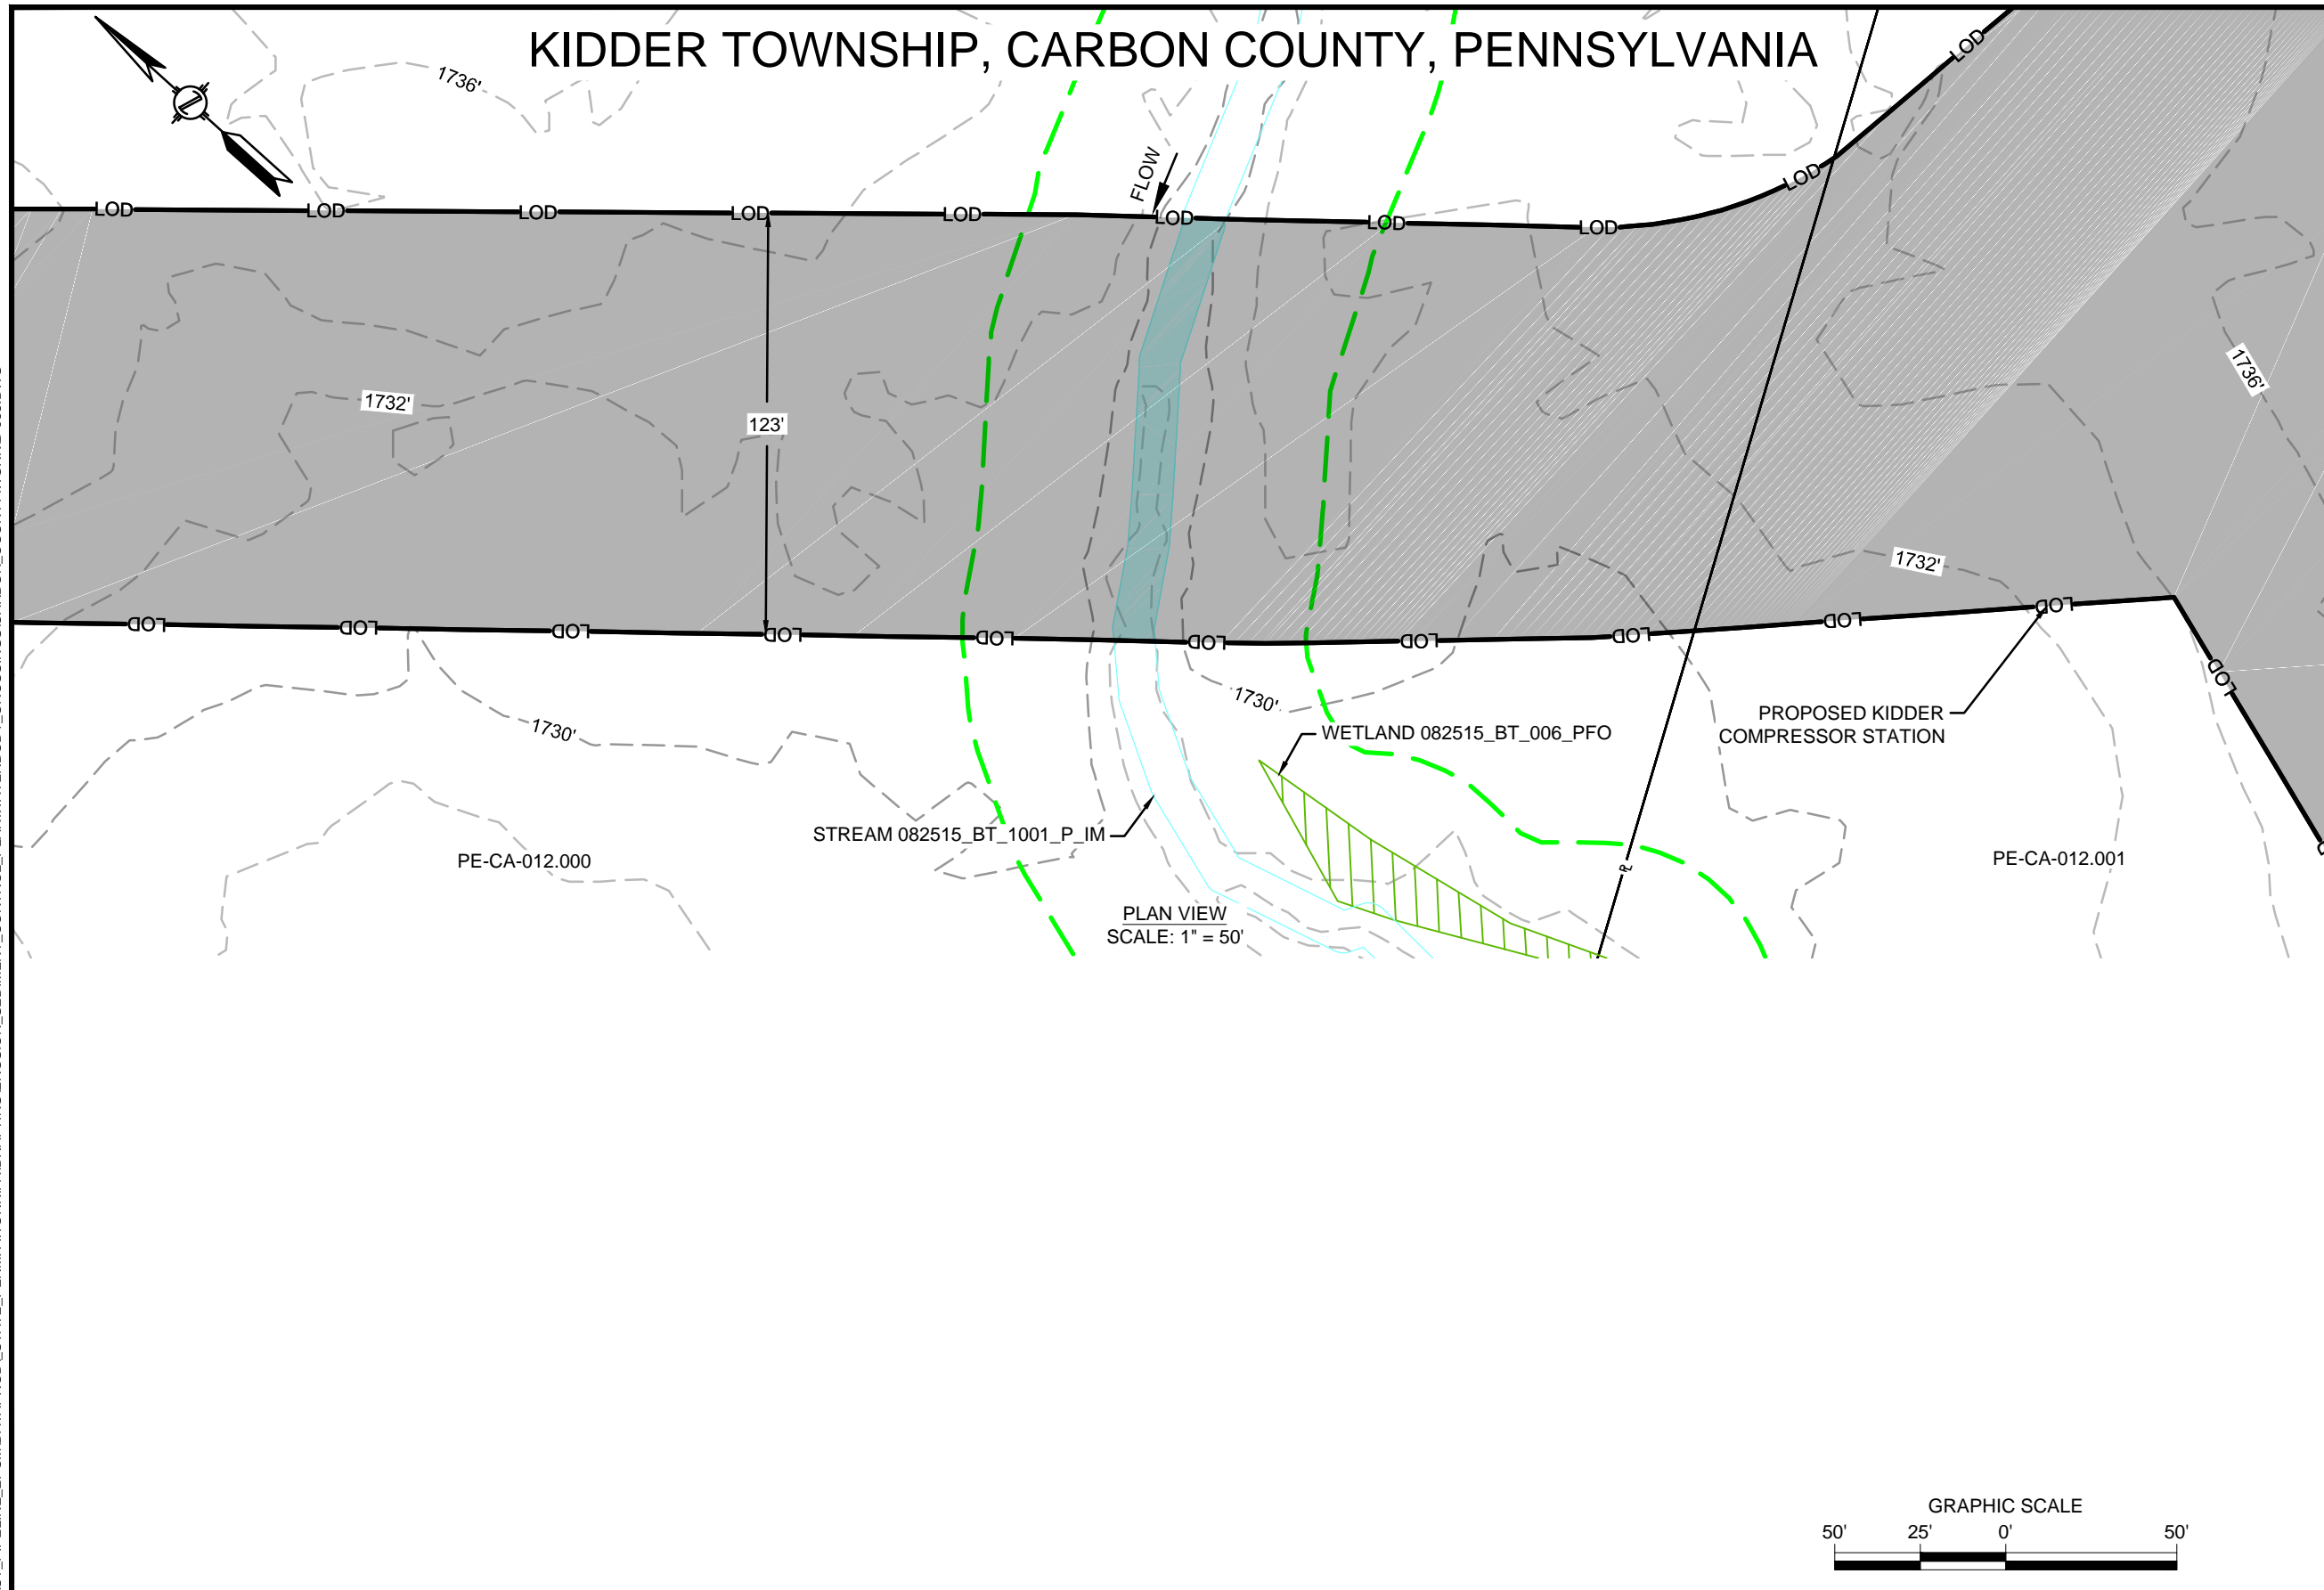 KIDDER TOWNSHIP, CARBON COUNTY, PENNSYLVANIA
1736'
FLOW
LOD
LOD
LOD
LOD
LOD
LOD
LOD
LOD
LOD
LOD
1732'
123'
1736'
1732'
LOD
LOD
LOD
LOD
LOD
LOD
LOD
LOD
LOD
LOD
LOD
1730'
1730'
WETLAND 082515_BT_006_PFO
PROPOSED KIDDER
COMPRESSOR STATION
STREAM 082515_BT_1001_P_IM
PE-CA-012.000
PE-CA-012.001
PLAN VIEW
SCALE: 1" = 50'
GRAPHIC SCALE
50' 25' 0' 50'